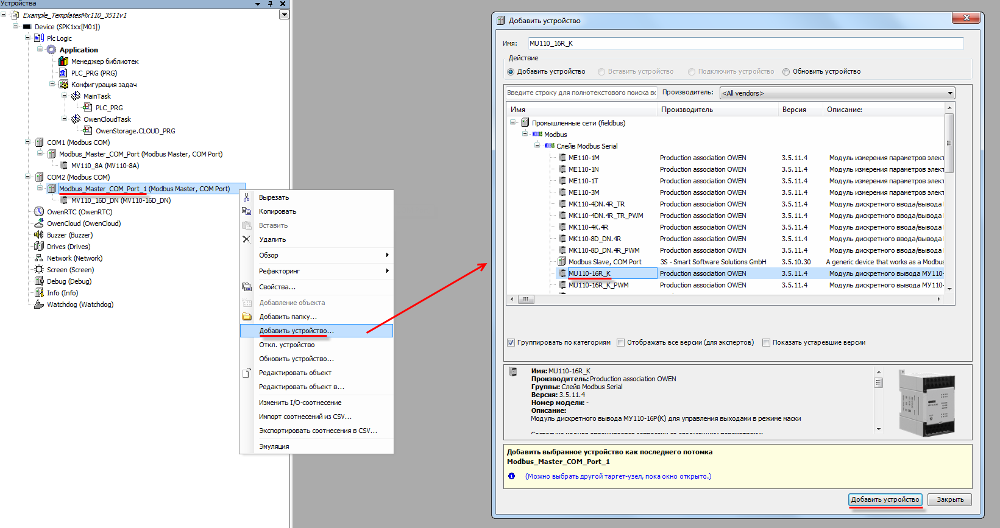 Устройства
Example_TemplatesMx110_3511v1
Device (SPK1xx[M01])
Plc Logic
Application
Менеджер библиотек
PLC_PRG (PRG)
Конфигурация задач
MainTask
PLC_PRG
OwenCloudTask
OwenStorage.CLOUD_PRG
COM1 (Modbus COM)
Modbus_Master_COM_Port (Modbus Master, COM Port)
MV110_8A (MV110-8A)
COM2 (Modbus COM)
Modbus_Master_COM_Port_1 (Modbus Master, COM Port)
MV110_16D_DN (MV110-16D_DN)
OwenRTC (OwenRTC)
OwenCloud (OwenCloud)
Buzzer (Buzzer)
Drives (Drives)
Network (Network)
Screen (Screen)
Debug (Debug)
Info (Info)
Watchdog (Watchdog)
Вырезать
Копировать
Вставить
Удалить
Обзор
Рефакторинг
Свойства...
Добавление объекта
Добавить папку...
Добавить устройство...
Откл. устройство
Обновить устройство...
Редактировать объект
Редактировать объект в...
Изменить I/O-соотнесение
Импорт соотнесений из CSV...
Экспортировать соотнесения в CSV...
Эмуляция
Добавить устройство
Имя: MU110_16R_K
Действие
Добавить устройство Вставить устройство Подключить устройство Обновить устройство
Введите строку для полнотекстового поиска вс Производитель: <All vendors>
Имя Производитель Версия Описание:
Промышленные сети (fieldbus)
Modbus
Слейв Modbus Serial
ME110-1M Production association OWEN 3.5.11.4 Модуль измерения параметров элект
ME110-1N Production association OWEN 3.5.11.4 Модуль измерения параметров элект
ME110-1T Production association OWEN 3.5.11.4 Модуль измерения параметров элект
ME110-3M Production association OWEN 3.5.11.4 Модуль измерения параметров элект
MK110-4DN.4R_TR Production association OWEN 3.5.11.4 Модуль дискретного ввода/вывода
MK110-4DN.4R_TR_PWM Production association OWEN 3.5.11.4 Модуль дискретного ввода/вывода
MK110-4K.4R Production association OWEN 3.5.11.4 Модуль дискретного ввода/вывода
MK110-8D_DN.4R Production association OWEN 3.5.11.4 Модуль дискретного ввода/вывода
MK110-8D_DN.4R_PWM Production association OWEN 3.5.11.4 Модуль дискретного ввода/вывода
Modbus Slave, COM Port 3S - Smart Software Solutions GmbH 3.5.10.30 A generic device that works as a Modbus
MU110-16R_K Production association OWEN 3.5.11.4 Модуль дискретного вывода МУ110-
MU110-16R_K_PWM Production association OWEN 3.5.11.4 Модуль дискретного вывода МУ110-
Группировать по категориям Отображать все версии (для экспертов) Показать устаревшие версии
Имя: MU110-16R_K
Производитель: Production association OWEN
Группы: Слейв Modbus Serial
Версия: 3.5.11.4
Номер модели: -
Описание:
Модуль дискретного вывода МУ110-16Р(К) для управления выходами в режиме маски
Состояние модуля опрашивается запросами со следующими параметрами:
Добавить выбранное устройство как последнего потомка
Modbus_Master_COM_Port_1
(Можно выбрать другой таргет-узел, пока окно открыто.)
Добавить устройство Закрыть